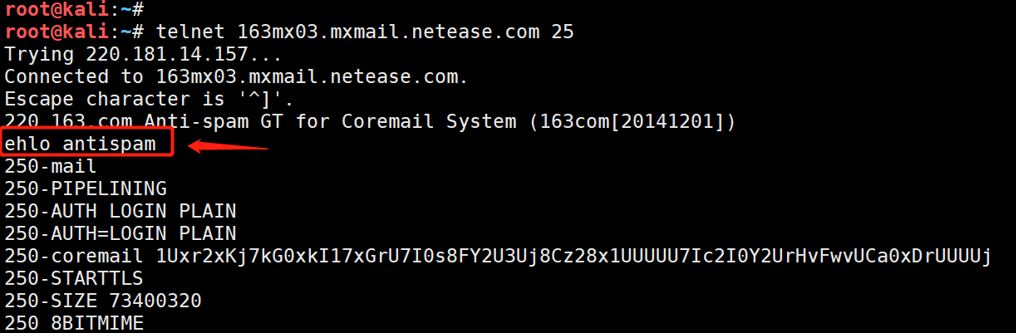 root@kali:~#
root@kali:~# telnet 163mx03.mxmail.netease.com 25
Trying 220.181.14.157...
Connected to 163mx03.mxmail.netease.com.
Escape character is '^]'.
220 163.com Anti-spam GT for Coremail System (163com[20141201])
ehlo antispam
250-mail
250-PIPELINING
250-AUTH LOGIN PLAIN
250-AUTH=LOGIN PLAIN
250-coremail 1Uxr2xKj7kG0xkI17xGrU7I0s8FY2U3Uj8Cz28x1UUUUU7Ic2I0Y2UrHvFwvUCa0xDrUUUUj
250-STARTTLS
250-SIZE 73400320
250 8BITMIME